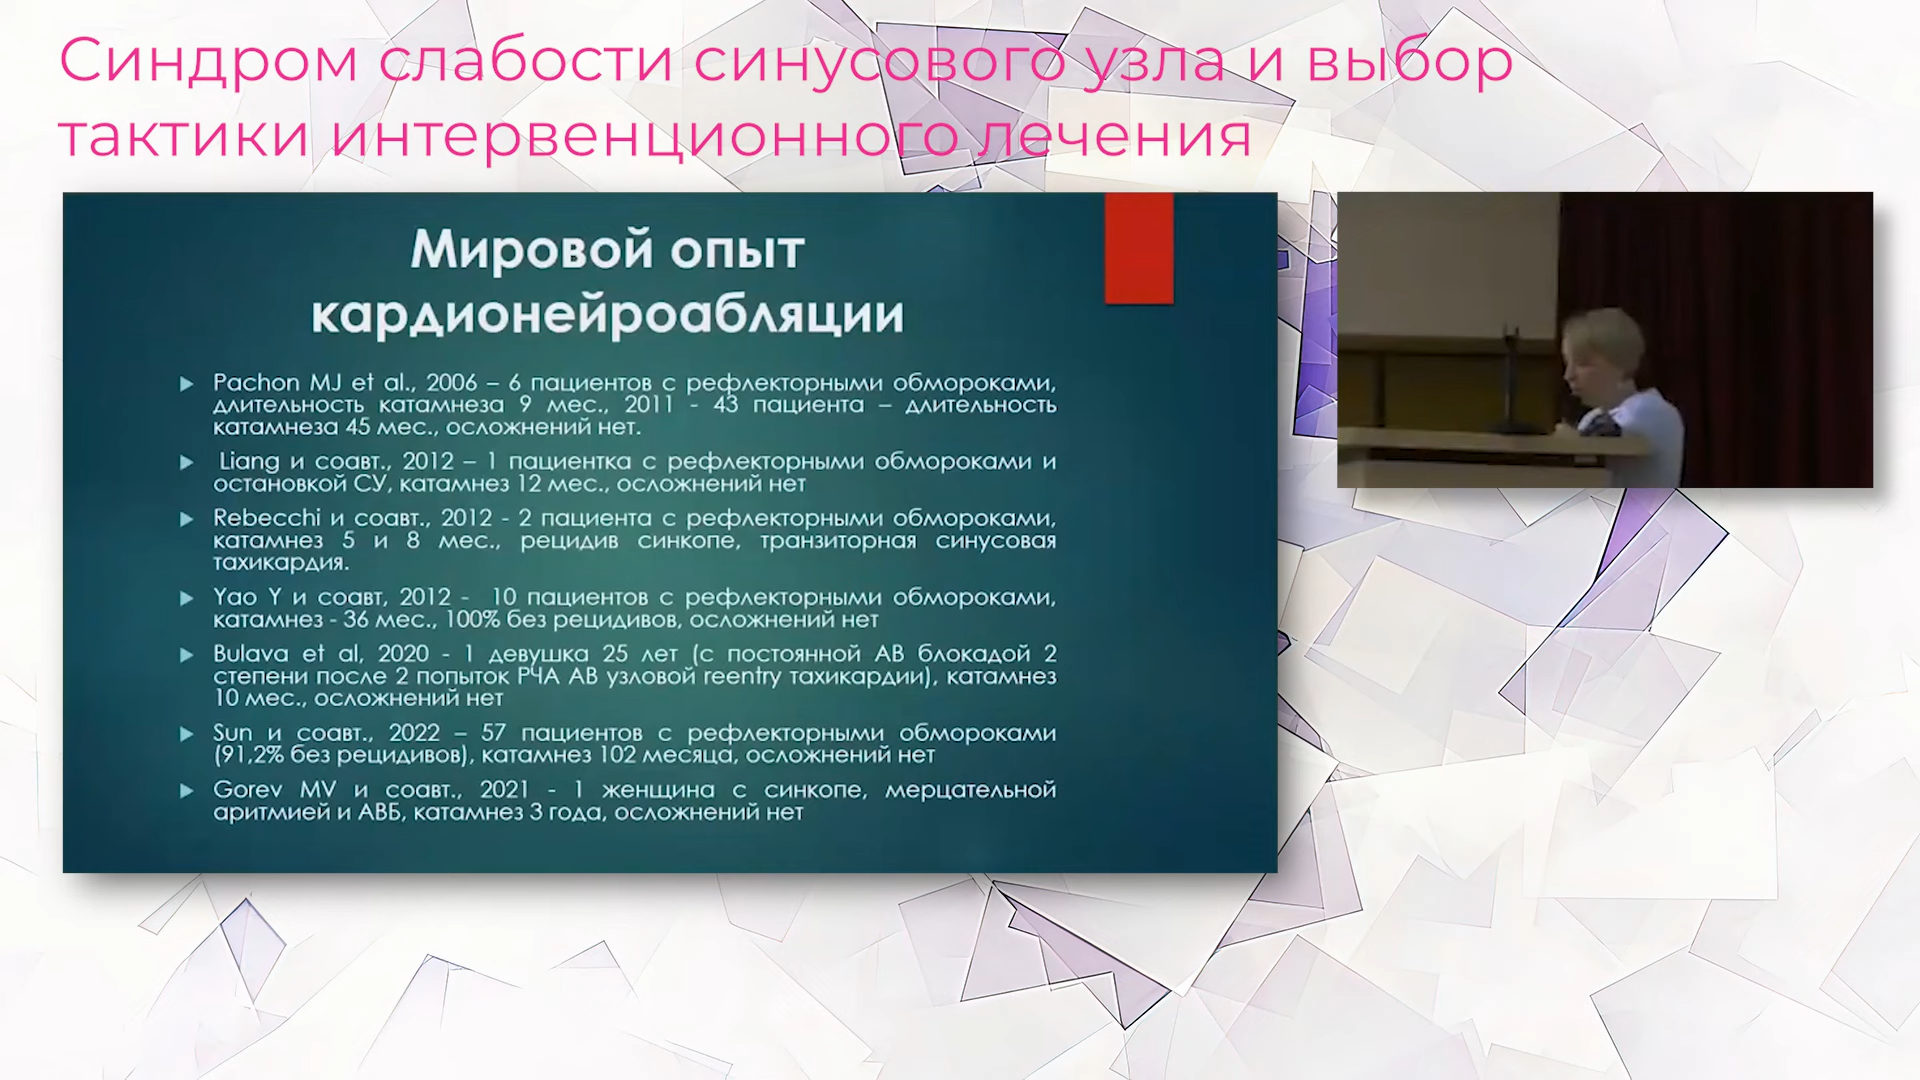 Синдром слабости синусового узла и выбор
тактики интервенционного лечения
Мировой опыт
кардионейроабляции
Pachon MJ et al., 2006 – 6 пациентов с рефлекторными обмороками,
длительность катамнеза 9 мес., 2011 - 43 пациента – длительность
катамнеза 45 мес., осложнений нет.
Liang и соавт., 2012 – 1 пациентка с рефлекторными обмороками и
остановкой СУ, катамнез 12 мес., осложнений нет
Rebecchi и соавт., 2012 - 2 пациента с рефлекторными обмороками,
катамнез 5 и 8 мес., рецидив синкопе, транзиторная синусовая
тахикардия.
Yao Y и соавт, 2012 - 10 пациентов с рефлекторными обмороками,
катамнез - 36 мес., 100% без рецидивов, осложнений нет
Bulava et al, 2020 - 1 девушка 25 лет (с постоянной АВ блокадой 2
степени после 2 попыток РЧА АВ узловой reentry тахикардии), катамнез
10 мес., осложнений нет
Sun и соавт., 2022 – 57 пациентов с рефлекторными обмороками
(91,2% без рецидивов), катамнез 102 месяца, осложнений нет
Gorev MV и соавт., 2021 - 1 женщина с синкопе, мерцательной
аритмией и АВБ, катамнез 3 года, осложнений нет